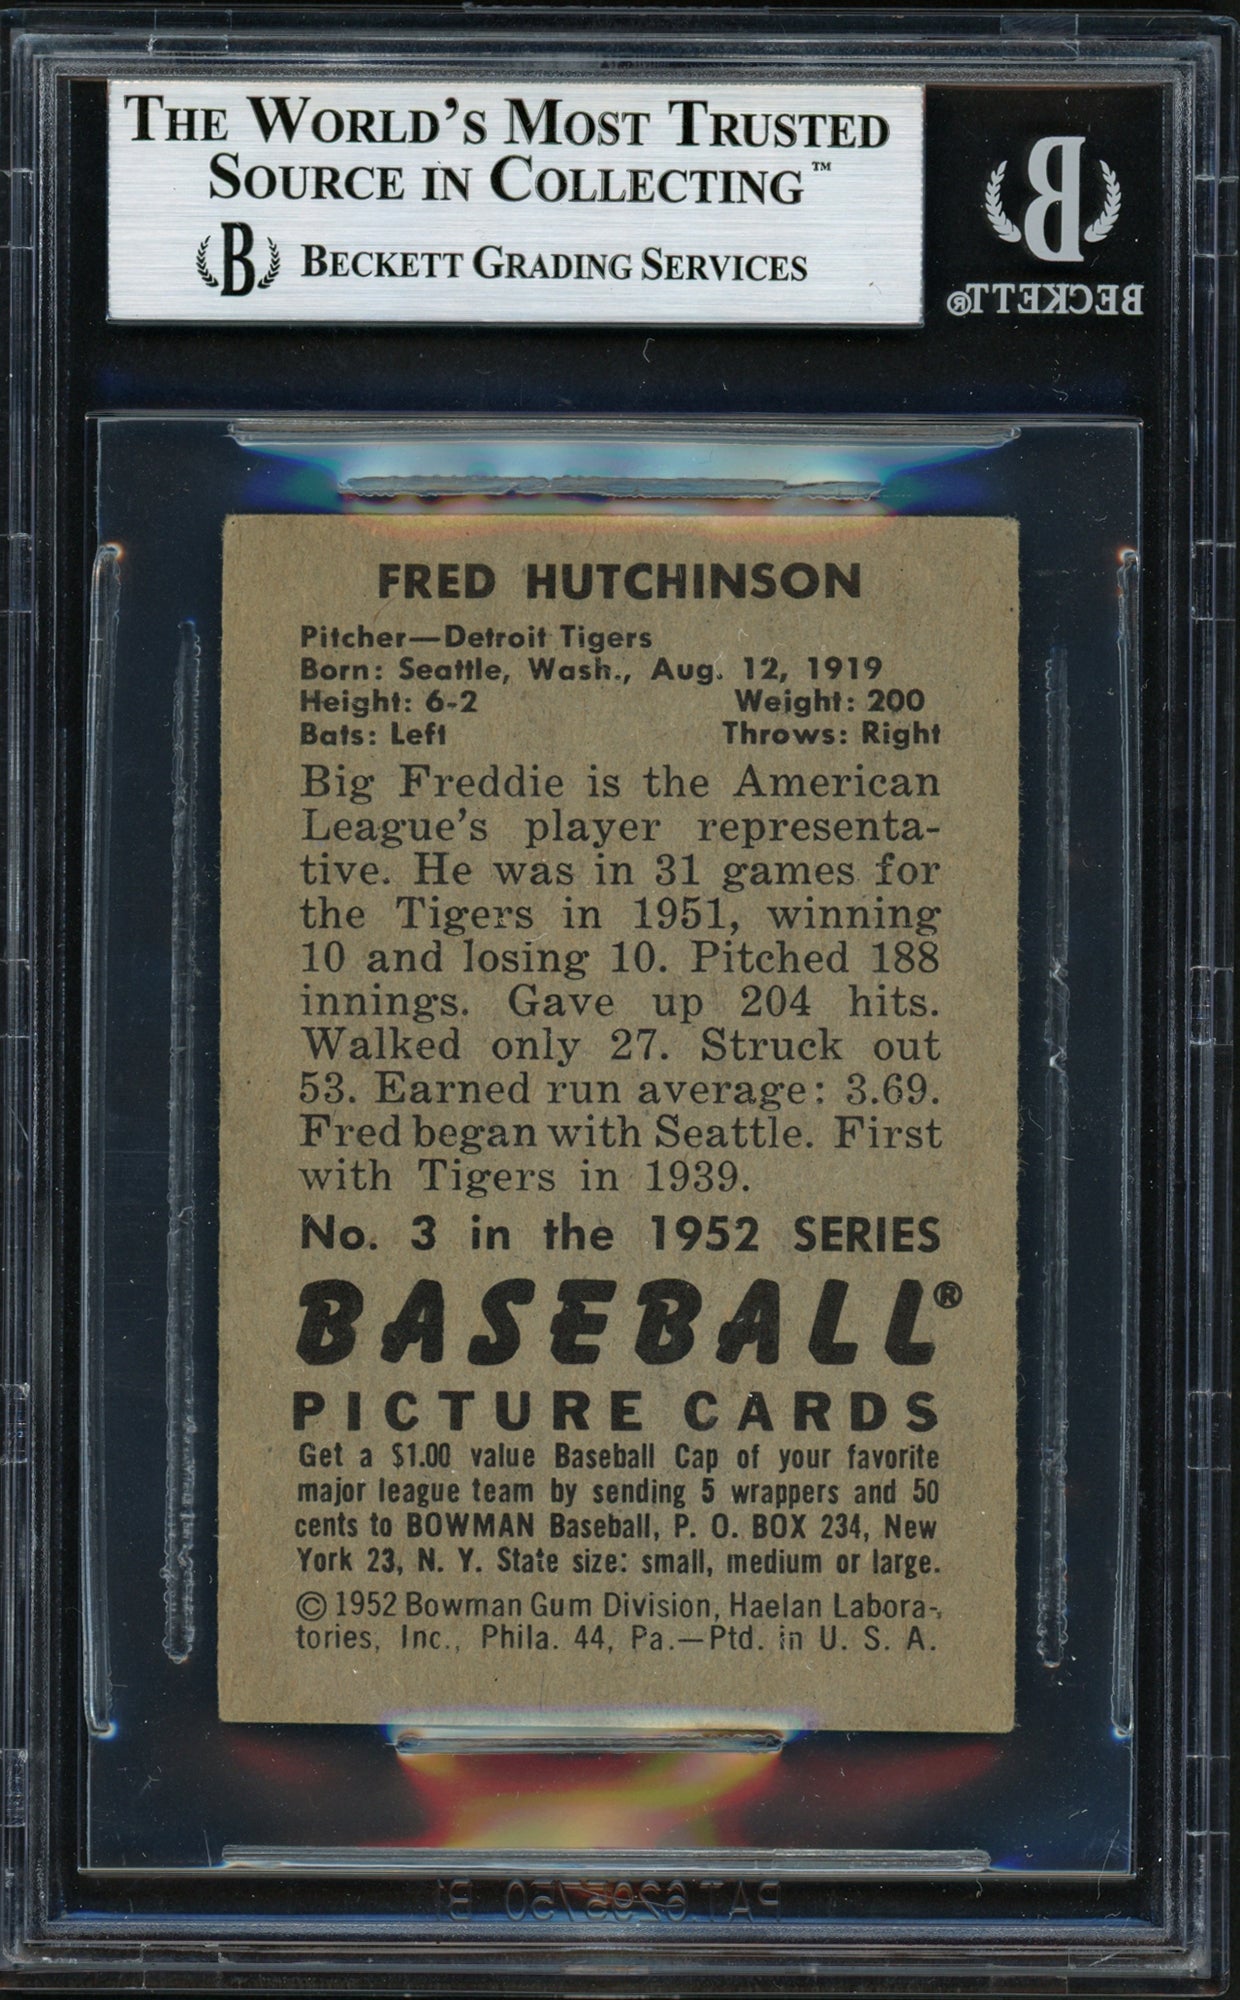 THE WORLD'S MOST TRUSTED
SOURCE IN COLLECTING™
B BECKETT GRADING SERVICES
B
BECKETT®
FRED HUTCHINSON
Pitcher—Detroit Tigers
Born: Seattle, Wash., Aug. 12, 1919
Height: 6-2 Weight: 200
Bats: Left Throws: Right
Big Freddie is the American
League's player representa-
tive. He was in 31 games for
the Tigers in 1951, winning
10 and losing 10. Pitched 188
innings. Gave up 204 hits.
Walked only 27. Struck out
53. Earned run average: 3.69.
Fred began with Seattle. First
with Tigers in 1939.
No. 3 in the 1952 SERIES
BASEBALL®
PICTURE CARDS
Get a $1.00 value Baseball Cap of your favorite
major league team by sending 5 wrappers and 50
cents to BOWMAN Baseball, P. O. BOX 234, New
York 23, N. Y. State size: small, medium or large.
© 1952 Bowman Gum Division, Haelan Labora-
tories, Inc., Phila. 44, Pa.—Ptd. in U. S. A.
PAT.6295750 B1